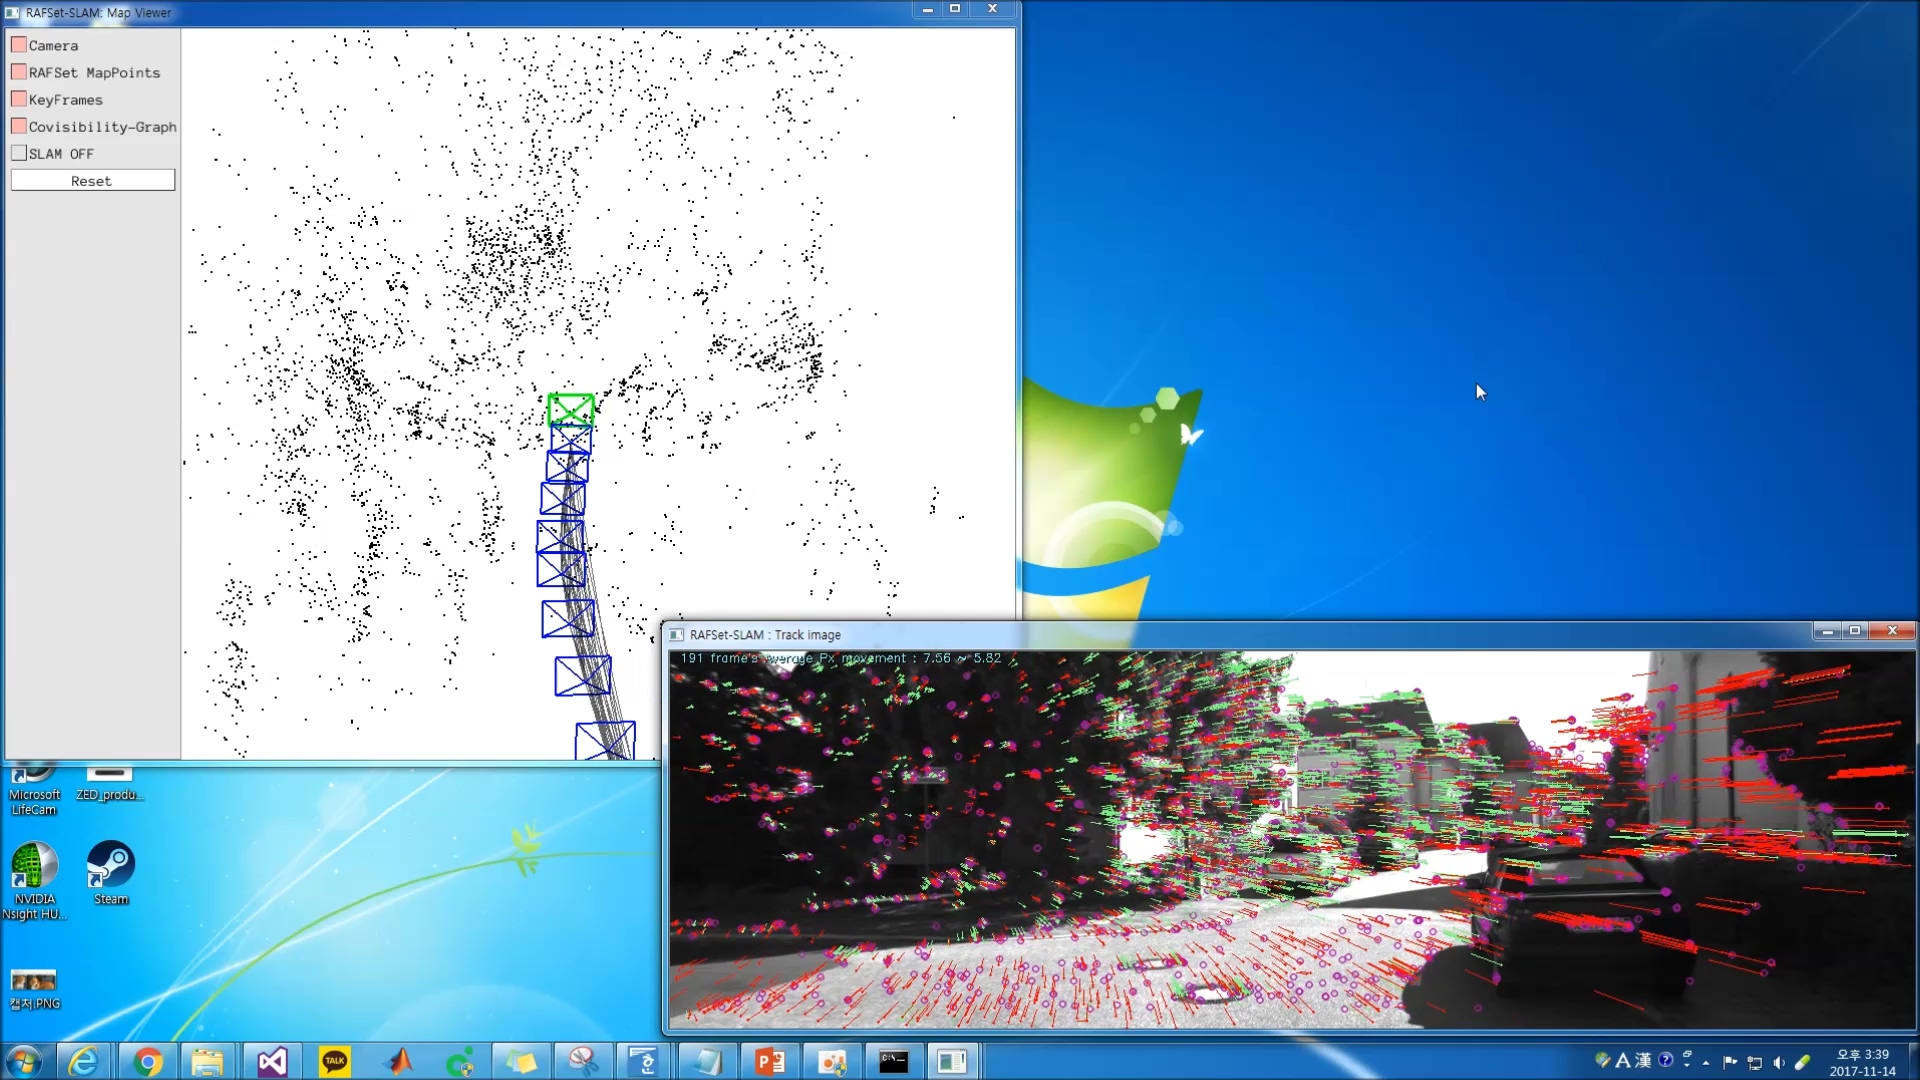 RAFSet-SLAM: Map Viewer
Camera
RAFSet MapPoints
KeyFrames
Covisibility-Graph
SLAM OFF
Reset
RAFSet-SLAM : Track image
191 frame's Average Px movement : 7.56 ~ 5.82
Microsoft
LifeCam
ZED_produ...
NVIDIA
Nsight HU...
Steam
캡처.PNG
TALK
C:\_
A 漢
오후 3:39
2017-11-14